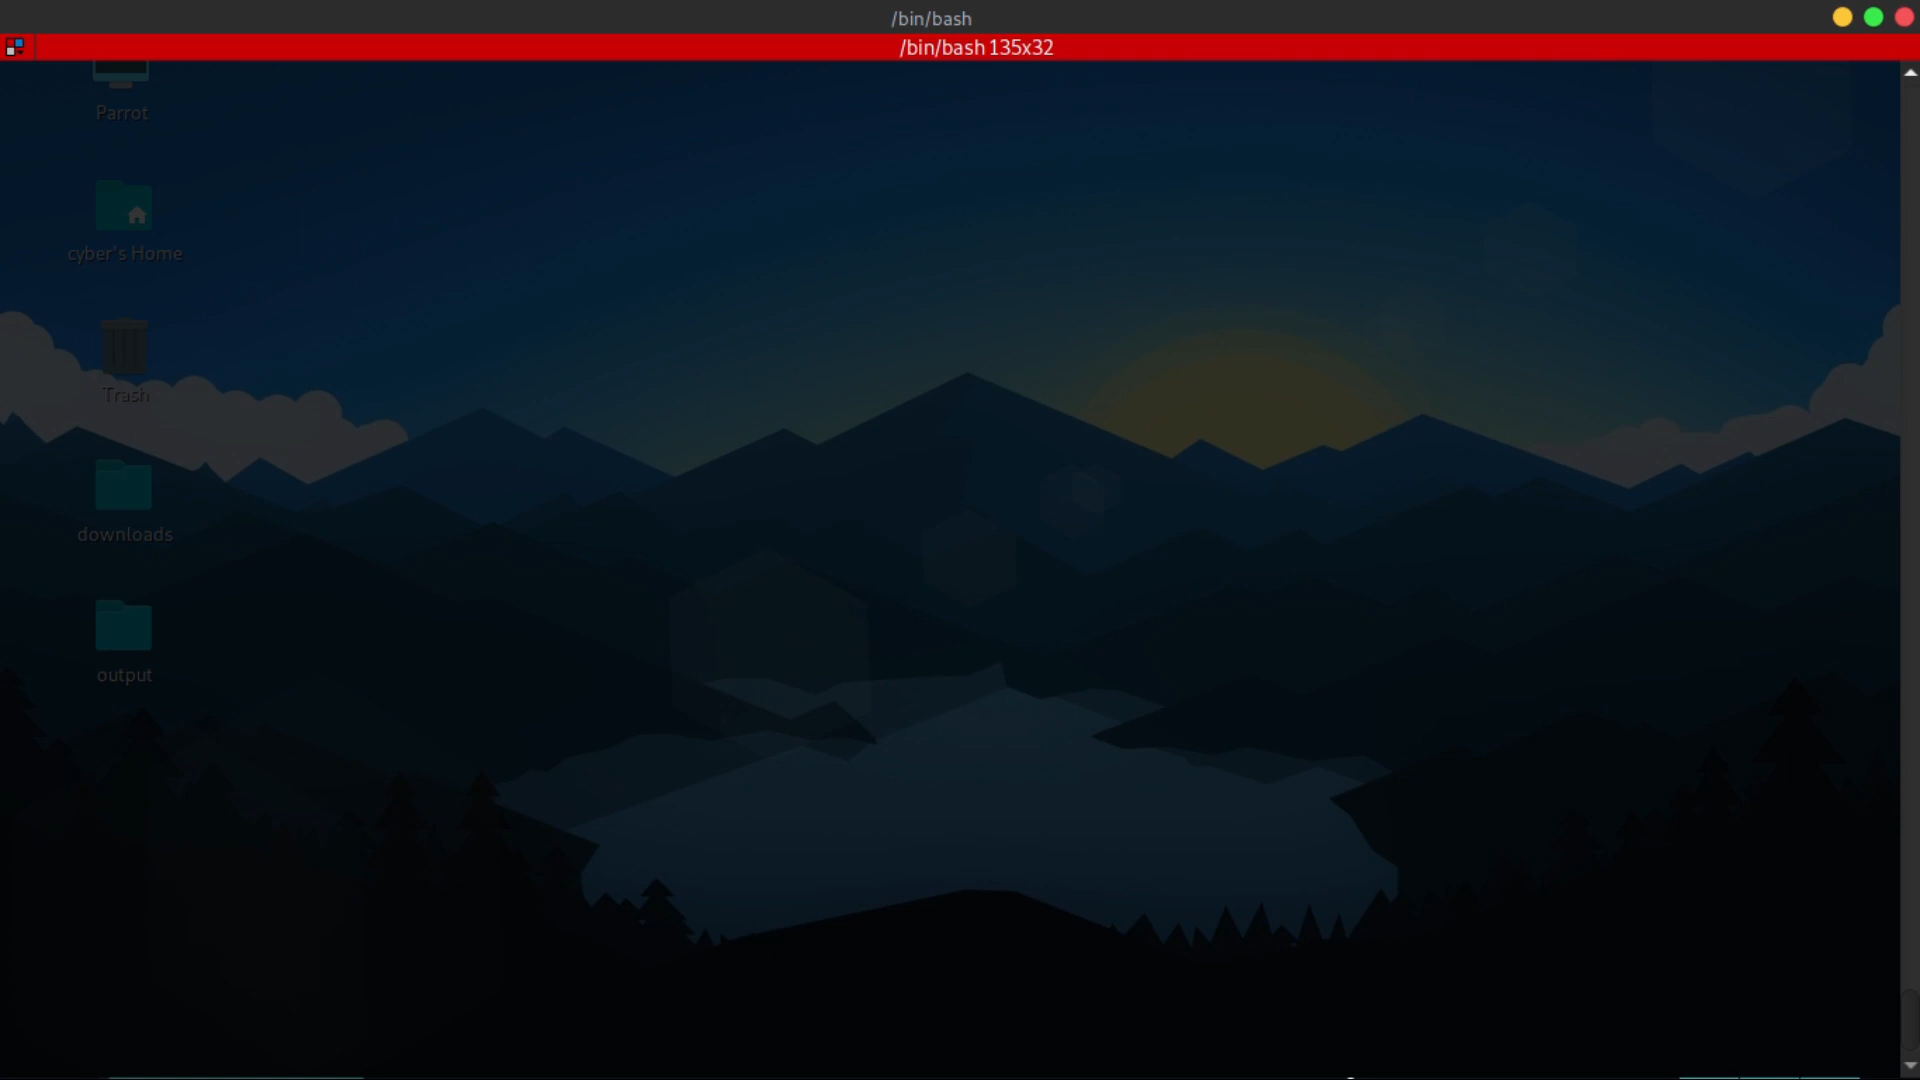 /bin/bash
/bin/bash 135x32
Parrot
cyber's Home
Trash
downloads
output